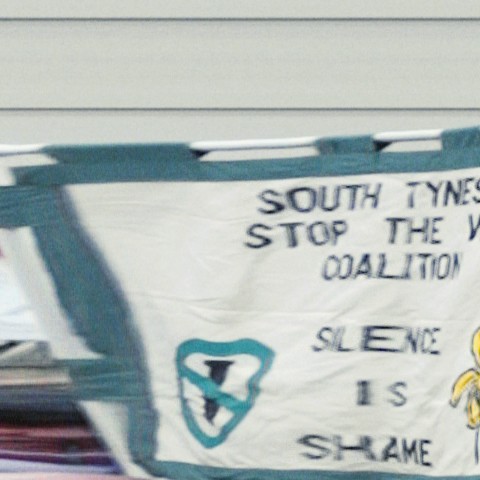 SOUTH TYNES
STOP THE W
COALITION
SILENCE
IS
SHAME